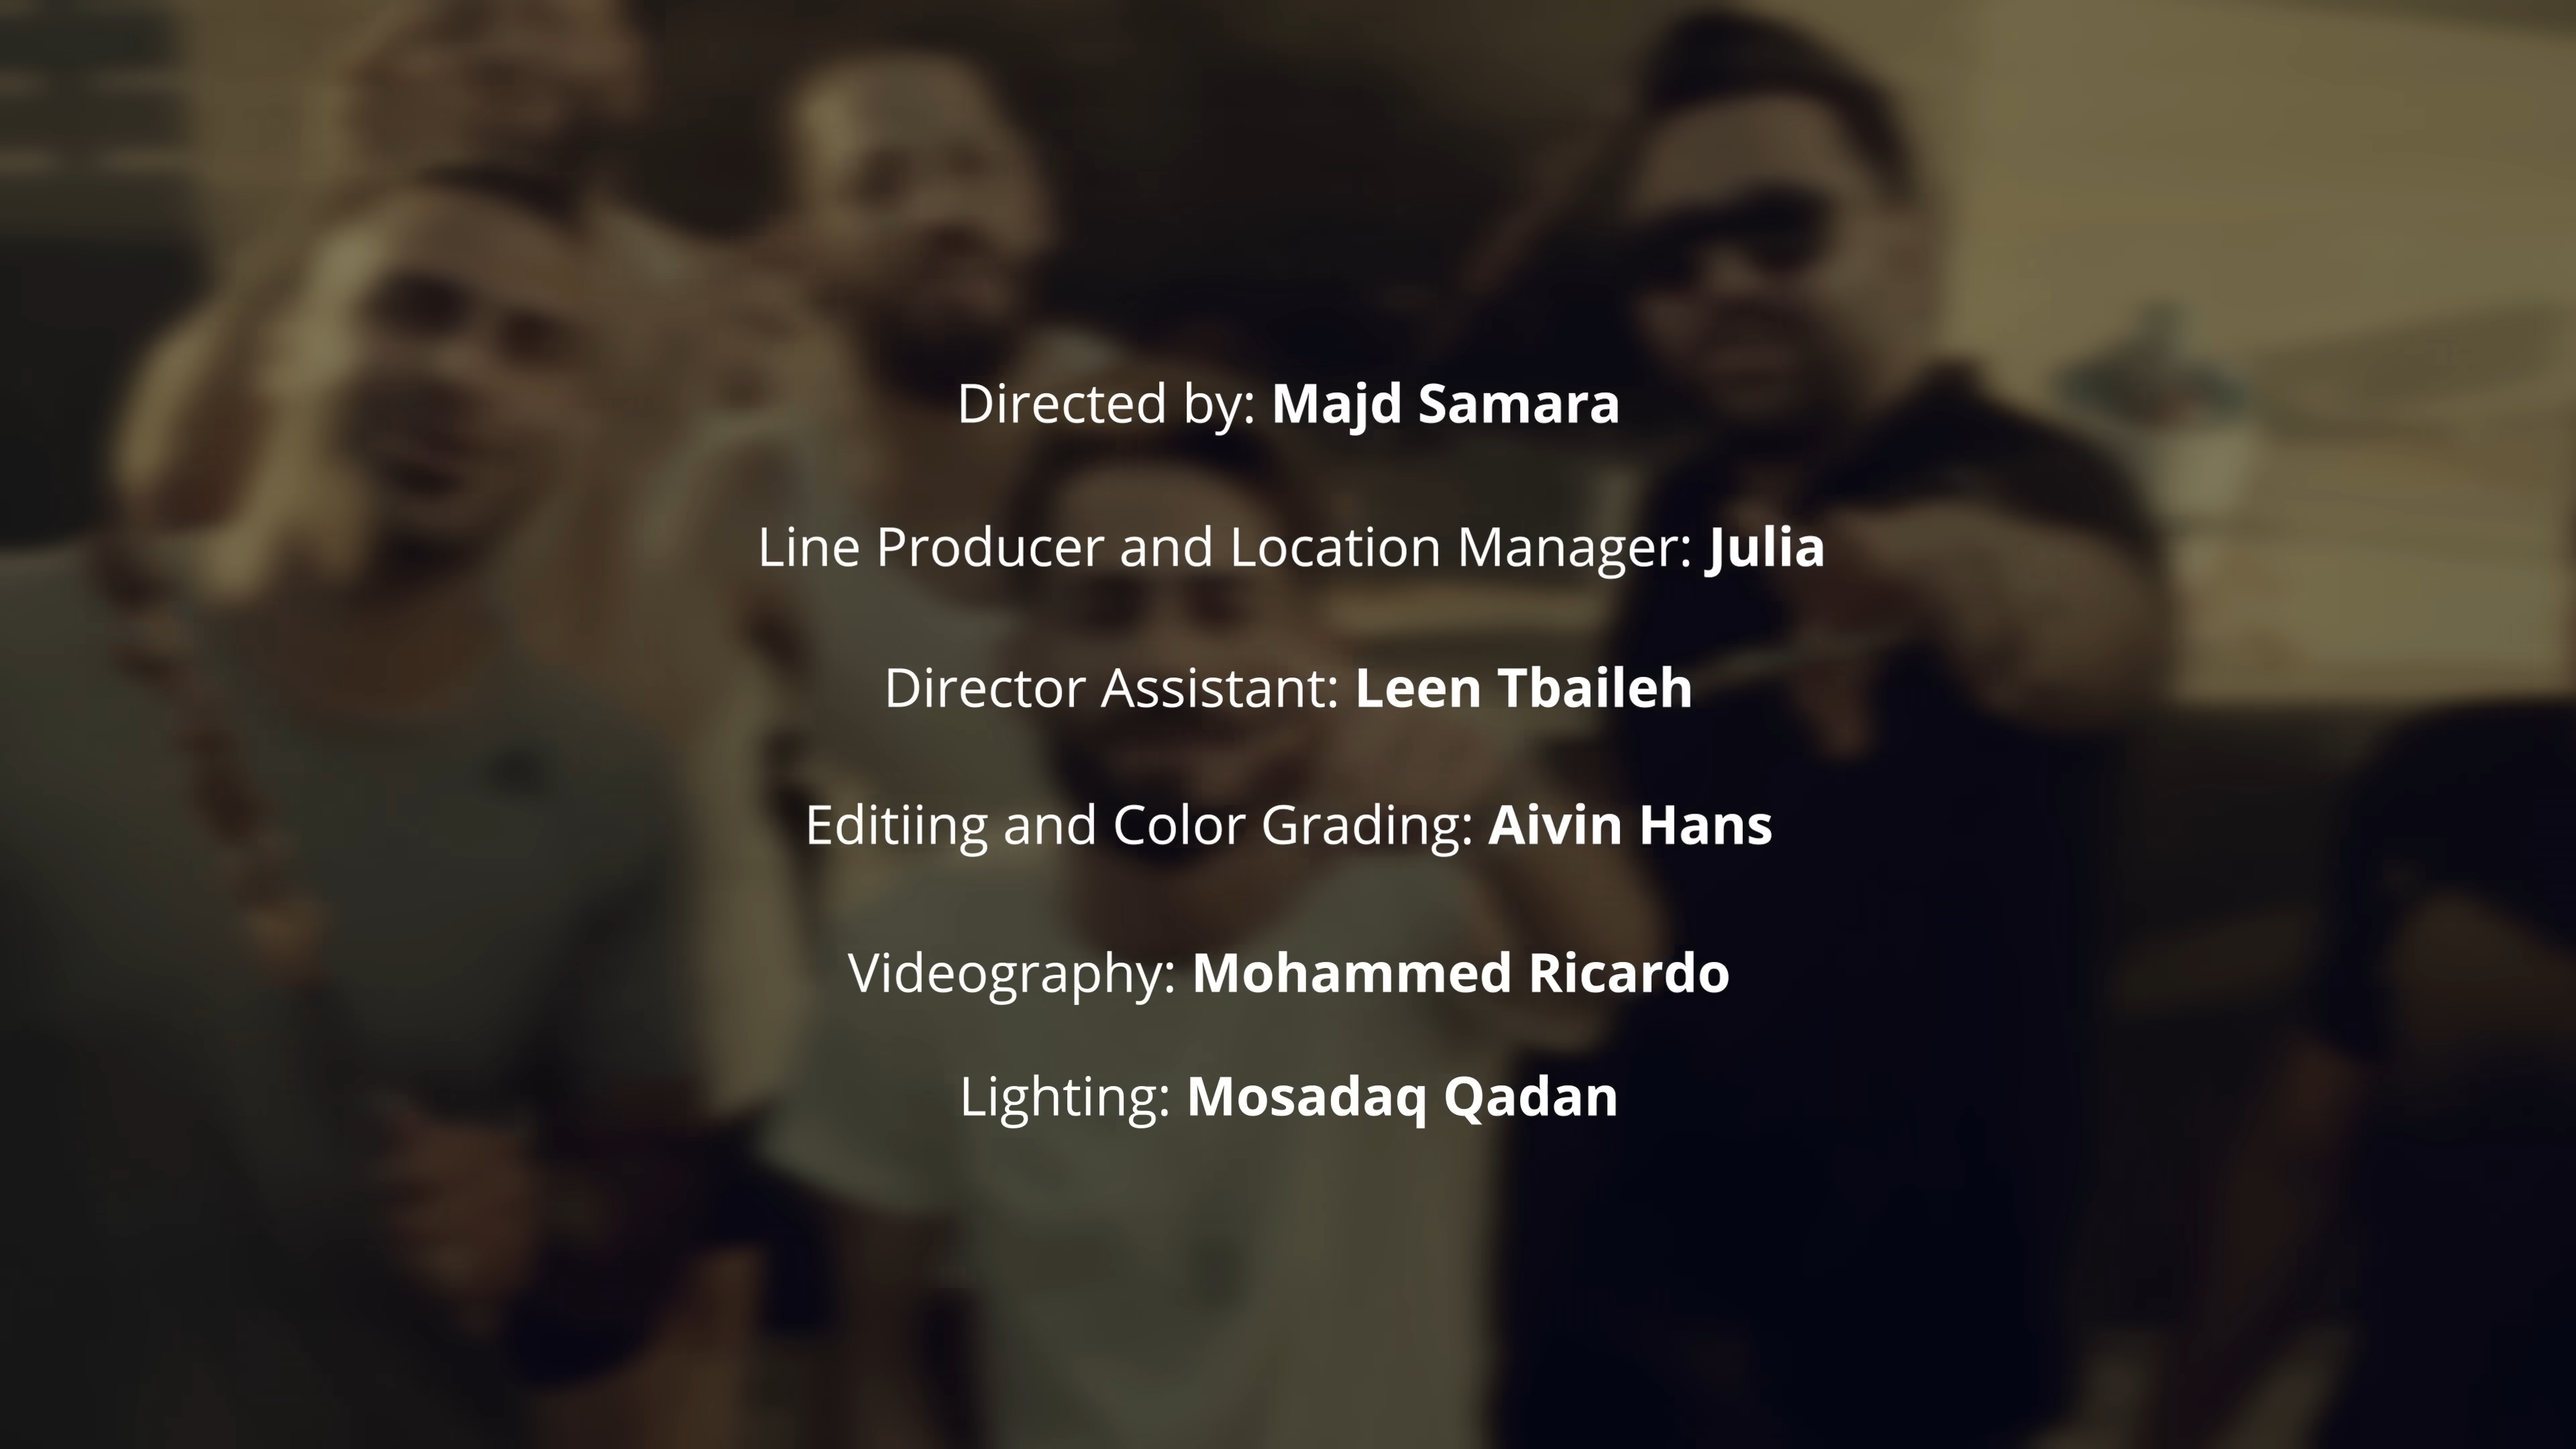 Directed by: Majd Samara
Line Producer and Location Manager: Julia
Director Assistant: Leen Tbaileh
Editiing and Color Grading: Aivin Hans
Videography: Mohammed Ricardo
Lighting: Mosadaq Qadan